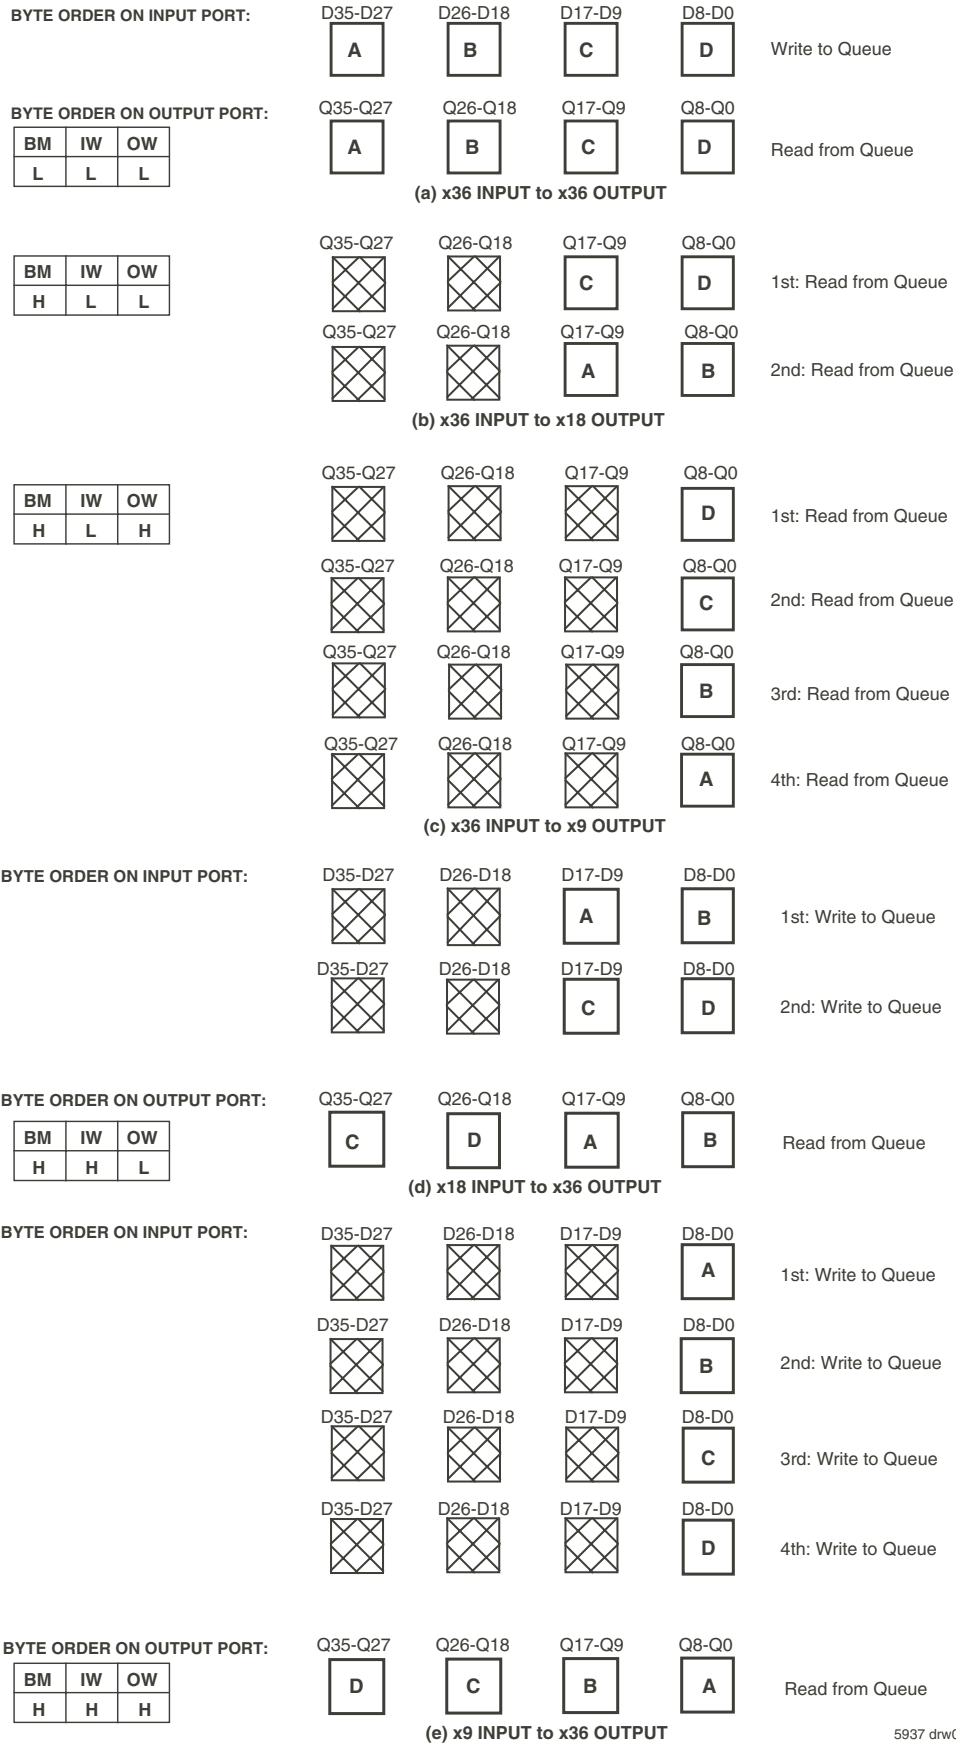 BYTE ORDER ON INPUT PORT: D35-D27 D26-D18 D17-D9 D8-D0
A B C D Write to Queue
BYTE ORDER ON OUTPUT PORT: Q35-Q27 Q26-Q18 Q17-Q9 Q8-Q0
BM IW OW
A B C D Read from Queue
L L L
(a) x36 INPUT to x36 OUTPUT
Q35-Q27 Q26-Q18 Q17-Q9 Q8-Q0
BM IW OW
C D 1st: Read from Queue
H L L
Q35-Q27 Q26-Q18 Q17-Q9 Q8-Q0
A B 2nd: Read from Queue
(b) x36 INPUT to x18 OUTPUT
Q35-Q27 Q26-Q18 Q17-Q9 Q8-Q0
BM IW OW
D 1st: Read from Queue
H L H
Q35-Q27 Q26-Q18 Q17-Q9 Q8-Q0
C 2nd: Read from Queue
Q35-Q27 Q26-Q18 Q17-Q9 Q8-Q0
B 3rd: Read from Queue
Q35-Q27 Q26-Q18 Q17-Q9 Q8-Q0
A 4th: Read from Queue
(c) x36 INPUT to x9 OUTPUT
BYTE ORDER ON INPUT PORT: D35-D27 D26-D18 D17-D9 D8-D0
A B 1st: Write to Queue
D35-D27 D26-D18 D17-D9 D8-D0
C D 2nd: Write to Queue
BYTE ORDER ON OUTPUT PORT: Q35-Q27 Q26-Q18 Q17-Q9 Q8-Q0
BM IW OW
C D A B Read from Queue
H H L
(d) x18 INPUT to x36 OUTPUT
BYTE ORDER ON INPUT PORT: D35-D27 D26-D18 D17-D9 D8-D0
A 1st: Write to Queue
D35-D27 D26-D18 D17-D9 D8-D0
B 2nd: Write to Queue
D35-D27 D26-D18 D17-D9 D8-D0
C 3rd: Write to Queue
D35-D27 D26-D18 D17-D9 D8-D0
D 4th: Write to Queue
BYTE ORDER ON OUTPUT PORT: Q35-Q27 Q26-Q18 Q17-Q9 Q8-Q0
BM IW OW
D C B A Read from Queue
H H H
(e) x9 INPUT to x36 OUTPUT
5937